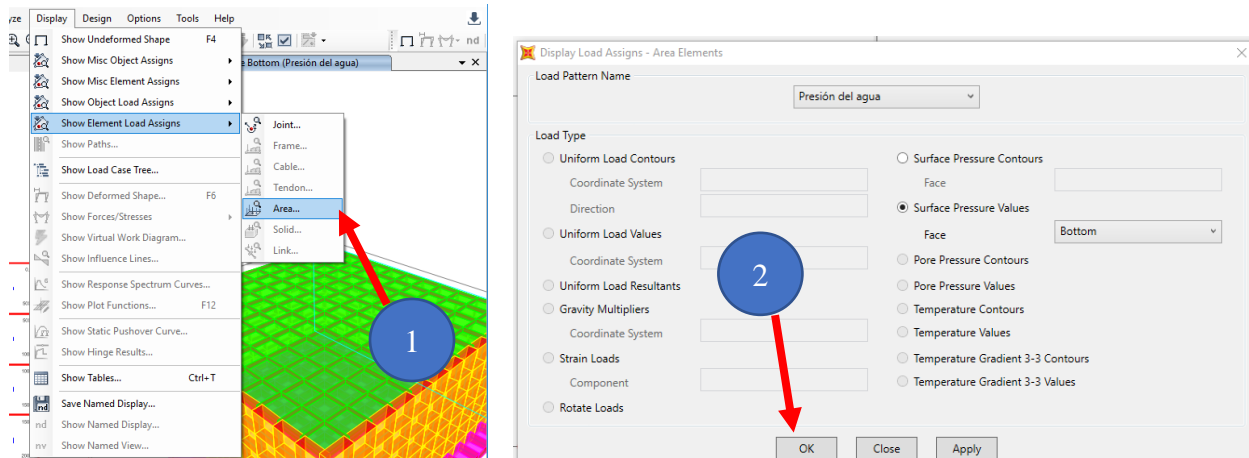 yze Display Design Options Tools Help
Show Undeformed Shape F4
Show Misc Object Assigns
Show Misc Element Assigns
Show Object Load Assigns
Show Element Load Assigns
Show Paths...
Show Load Case Tree...
Show Deformed Shape... F6
Show Forces/Stresses
Show Virtual Work Diagram...
Show Influence Lines...
Show Response Spectrum Curves...
Show Plot Functions... F12
Show Static Pushover Curve...
Show Hinge Results...
Show Tables... Ctrl+T
Save Named Display...
nd Show Named Display...
nv Show Named View...
nd
e Bottom (Presión del agua)
Joint...
Frame...
Cable...
Tendon...
Area...
Solid...
Link...
1
Display Load Assigns - Area Elements
Load Pattern Name
Presión del agua
Load Type
Uniform Load Contours
Coordinate System
Direction
Uniform Load Values
Coordinate System
Uniform Load Resultants
Gravity Multipliers
Coordinate System
Strain Loads
Component
Rotate Loads
Surface Pressure Contours
Face
Surface Pressure Values
Face Bottom
Pore Pressure Contours
Pore Pressure Values
Temperature Contours
Temperature Values
Temperature Gradient 3-3 Contours
Temperature Gradient 3-3 Values
2
OK Close Apply